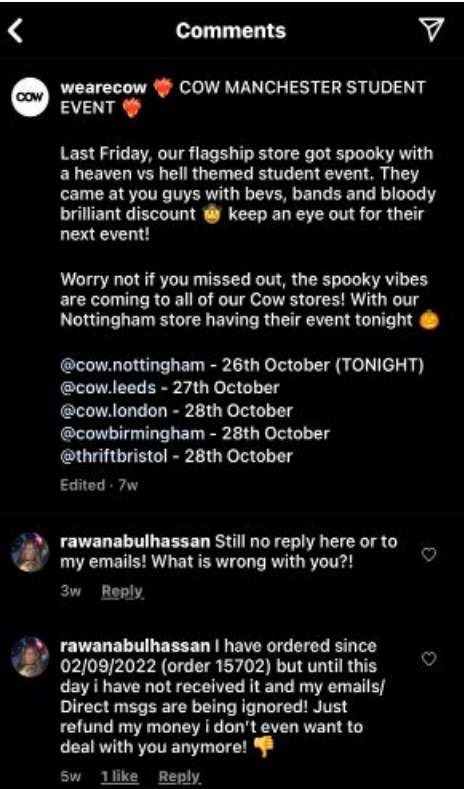 Comments
COW
wearecow ❤️‍🔥 COW MANCHESTER STUDENT
EVENT ❤️‍🔥
Last Friday, our flagship store got spooky with
a heaven vs hell themed student event. They
came at you guys with bevs, bands and bloody
brilliant discount 🤠 keep an eye out for their
next event!
Worry not if you missed out, the spooky vibes
are coming to all of our Cow stores! With our
Nottingham store having their event tonight 🎃
@cow.nottingham - 26th October (TONIGHT)
@cow.leeds - 27th October
@cow.london - 28th October
@cowbirmingham - 28th October
@thriftbristol - 28th October
Edited · 7w
rawanabulhassan Still no reply here or to
my emails! What is wrong with you?!
3w Reply
rawanabulhassan I have ordered since
02/09/2022 (order 15702) but until this
day i have not received it and my emails/
Direct msgs are being ignored! Just
refund my money i don't even want to
deal with you anymore! 👎
5w 1 like Reply